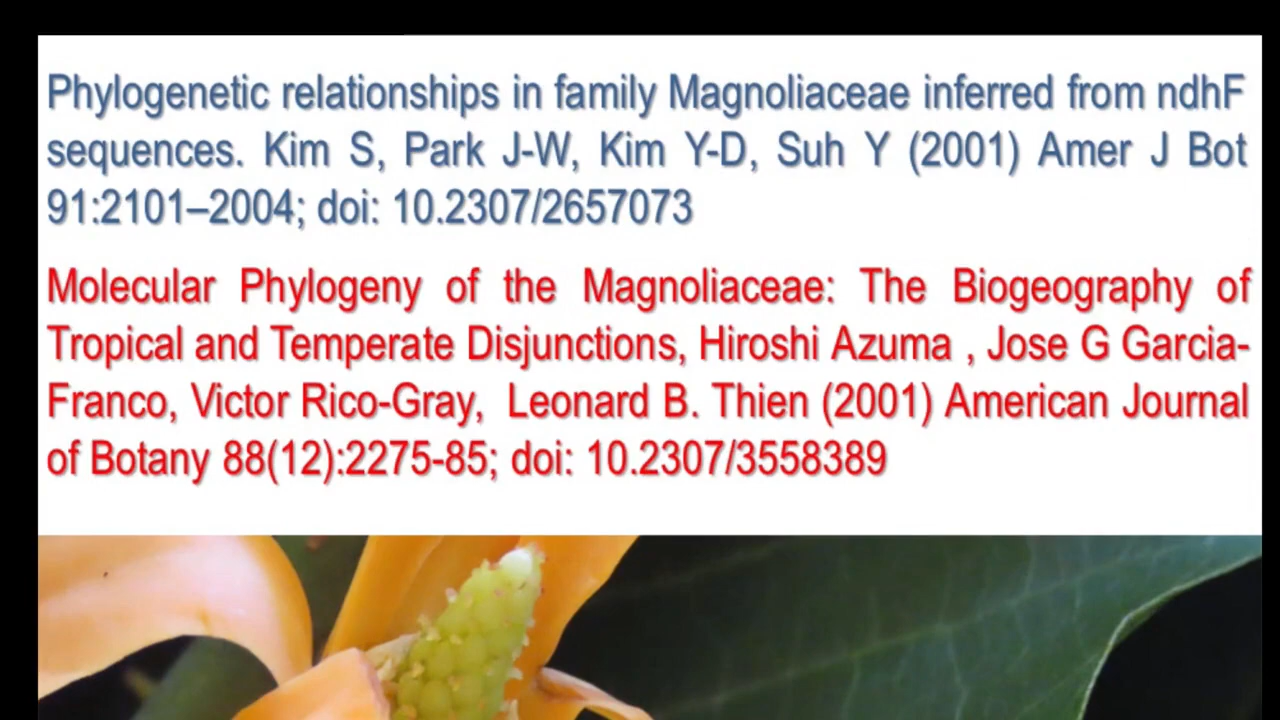 Phylogenetic relationships in family Magnoliaceae inferred from ndhF
sequences. Kim S, Park J-W, Kim Y-D, Suh Y (2001) Amer J Bot
91:2101–2004; doi: 10.2307/2657073
Molecular Phylogeny of the Magnoliaceae: The Biogeography of
Tropical and Temperate Disjunctions, Hiroshi Azuma , Jose G Garcia-
Franco, Victor Rico-Gray, Leonard B. Thien (2001) American Journal
of Botany 88(12):2275-85; doi: 10.2307/3558389